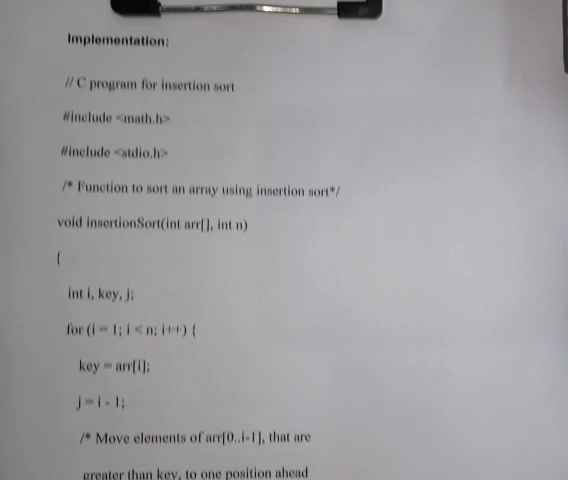 Implementation:
// C program for insertion sort
#include <math.h>
#include <stdio.h>
/* Function to sort an array using insertion sort*/
void insertionSort(int arr[], int n)
{
int i, key, j;
for (i = 1; i < n; i++) {
key = arr[i];
j = i - 1;
/* Move elements of arr[0..i-1], that are
greater than key, to one position ahead